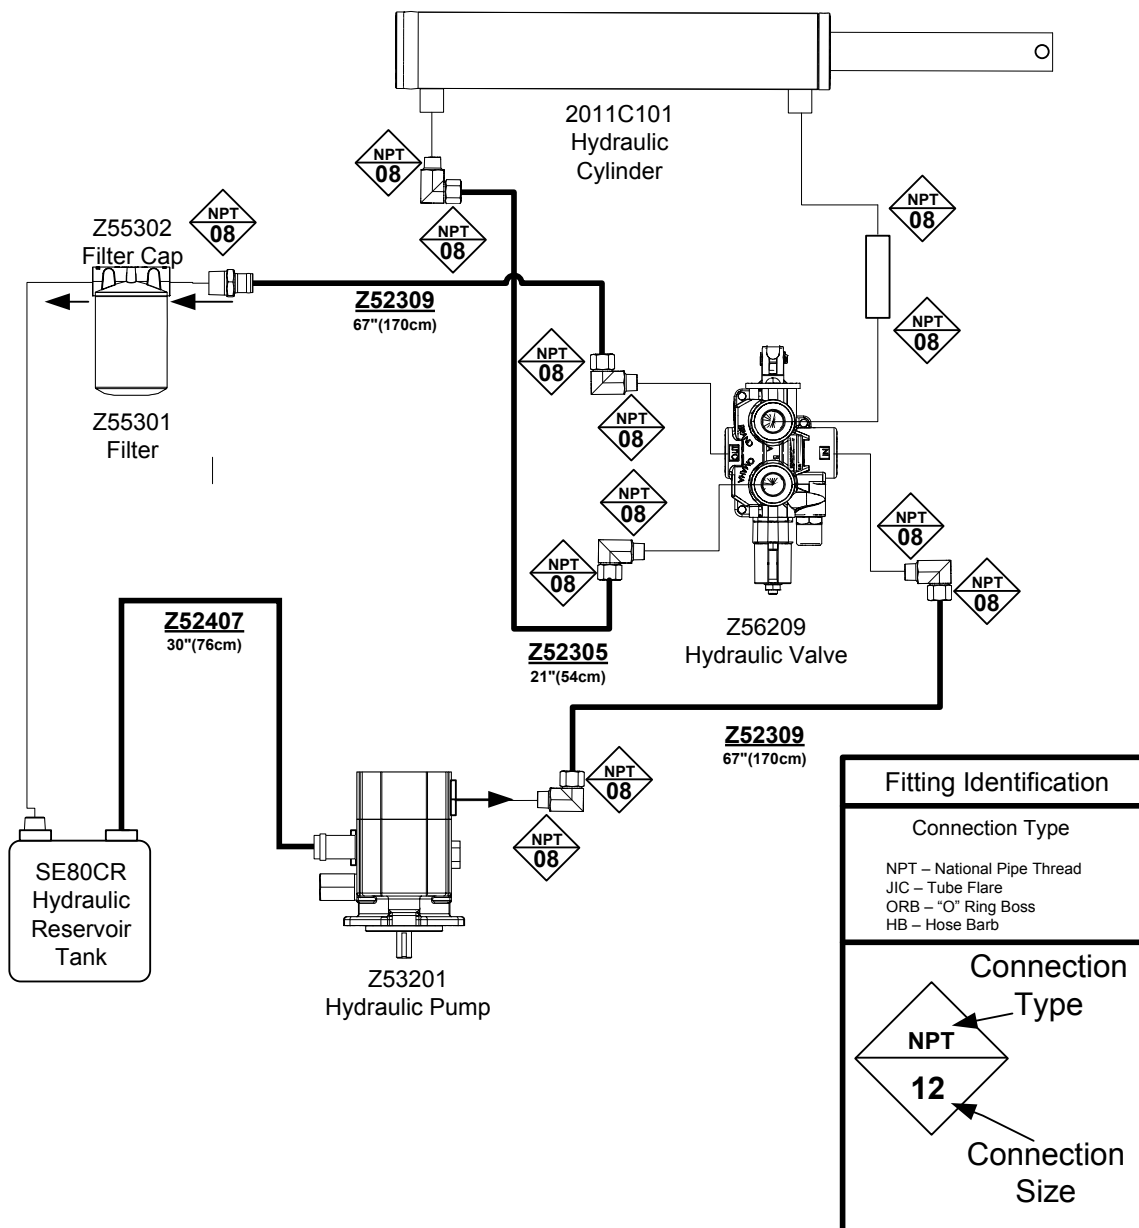 2011C101
Hydraulic
Cylinder
NPT
08
NPT
08
NPT
08
NPT
08
NPT
08
Z55302
Filter Cap
Z52309
67"(170cm)
Z55301
Filter
NPT
08
NPT
08
NPT
08
NPT
08
OUT
IN
A
B
NPT
08
NPT
08
Z52407
30"(76cm)
Z52305
21"(54cm)
Z56209
Hydraulic Valve
Z52309
67"(170cm)
NPT
08
NPT
08
SE80CR
Hydraulic
Reservoir
Tank
Z53201
Hydraulic Pump
Fitting Identification
Connection Type
NPT – National Pipe Thread
JIC – Tube Flare
ORB – “O” Ring Boss
HB – Hose Barb
Connection
Type
NPT
12
Connection
Size